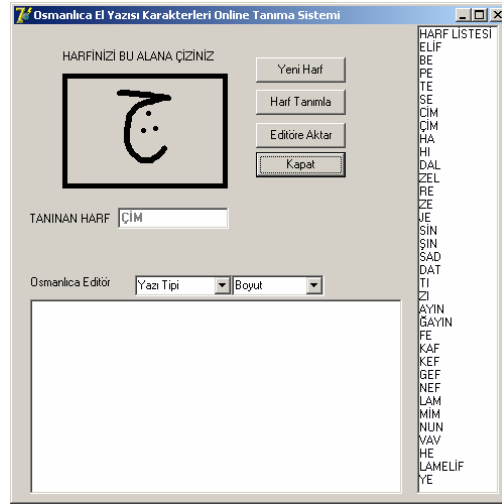 Osmanlıca El Yazısı Karakterleri Online Tanıma Sistemi
HARFİNİZİ BU ALANA ÇİZİNİZ
چ
Yeni Harf
Harf Tanımla
Editöre Aktar
Kapat
TANINAN HARF ÇİM
Osmanlıca Editör Yazı Tipi Boyut
HARF LİSTESİ
ELİF
BE
PE
TE
SE
CİM
ÇİM
HA
HI
DAL
ZEL
RE
ZE
JE
SİN
ŞIN
SAD
DAT
TI
ZI
AYIN
ĞAYIN
FE
KAF
KEF
GEF
NEF
LAM
MİM
NUN
VAV
HE
LAMELİF
YE